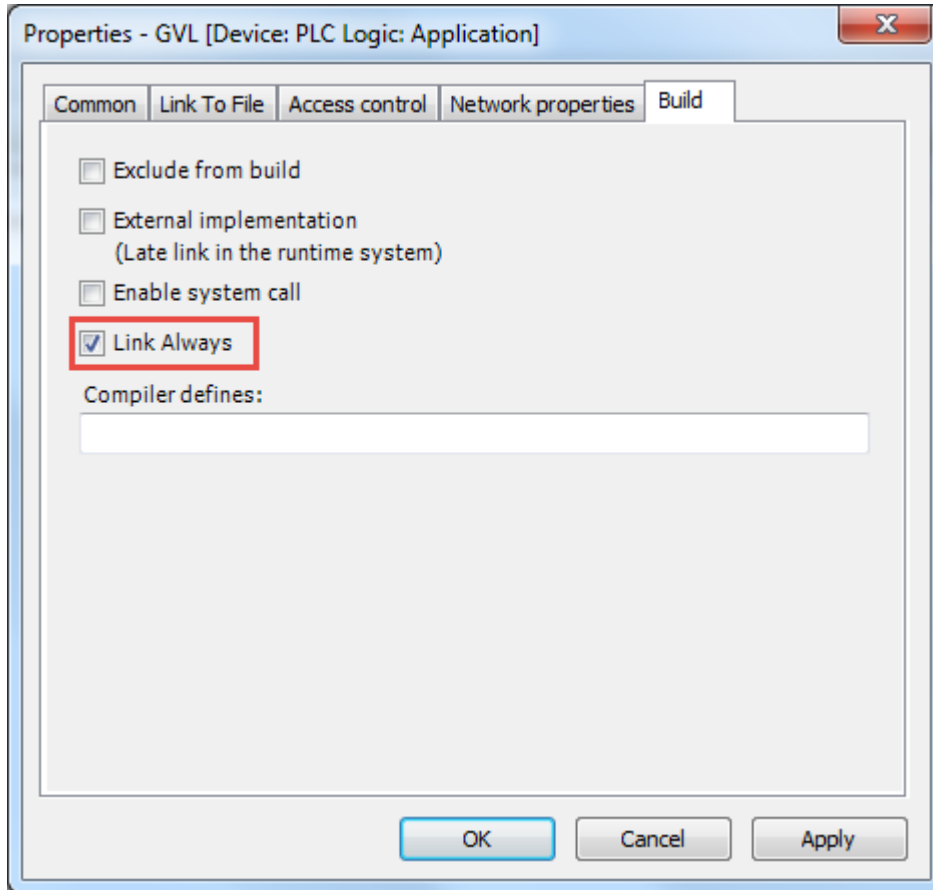 Properties - GVL [Device: PLC Logic: Application]
Common Link To File Access control Network properties Build
Exclude from build
External implementation
(Late link in the runtime system)
Enable system call
Link Always
Compiler defines:
OK Cancel Apply